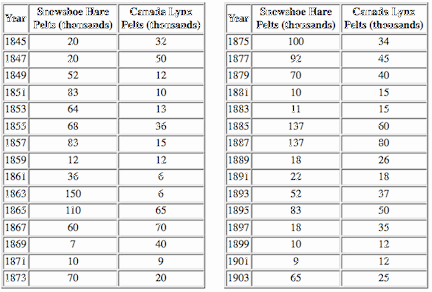 Year Snowshoe Hare Pelts (thousands) Canada Lynx Pelts (thousands)
1845 20 32
1847 20 50
1849 52 12
1851 83 10
1853 64 13
1855 68 36
1857 83 15
1859 12 12
1861 36 6
1863 150 6
1865 110 65
1867 60 70
1869 7 40
1871 10 9
1873 70 20
Year Snowshoe Hare Pelts (thousands) Canada Lynx Pelts (thousands)
1875 100 34
1877 92 45
1879 70 40
1881 10 15
1883 11 15
1885 137 60
1887 137 80
1889 18 26
1891 22 18
1893 52 37
1895 83 50
1897 18 35
1899 10 12
1901 9 12
1903 65 25